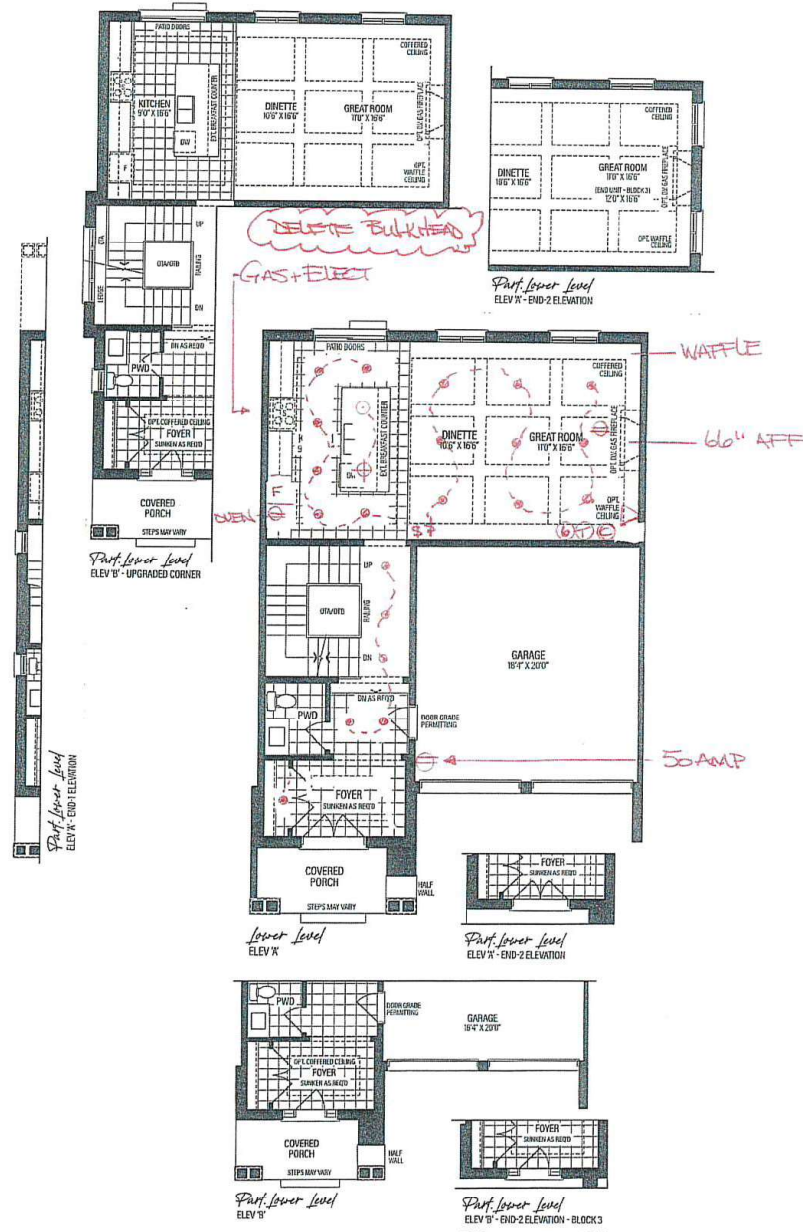 PATIO DOORS
COFFERED
CEILING
KITCHEN
9'0" X 16'6"
EXT. BREAKFAST COUNTER
DW
F
DINETTE
10'6" X 16'6"
GREAT ROOM
11'0" X 16'6"
OPT. D.V. GAS FIREPLACE
OPT.
WAFFLE
CEILING
COFFERED
CEILING
DINETTE
10'6" X 16'6"
GREAT ROOM
11'0" X 16'6"
(END UNIT - BLOCK 3)
12'0" X 16'6"
OPT. D.V. GAS FIREPLACE
OPT. WAFFLE
CEILING
Part. Lower Level
ELEV 'A' - END-2 ELEVATION
UP
OTA/OTB
RAILING
DN
OTA
LEDGE
DN AS REQ'D
PWD
OPT. COFFERED CEILING
FOYER
SUNKEN AS REQ'D
COVERED
PORCH
STEPS MAY VARY
Part. Lower Level
ELEV 'B' - UPGRADED CORNER
DELETE BULKHEAD
GAS + ELECT
WAFFLE
66" AFF
OVEN
50 AMP
PATIO DOORS
COFFERED
CEILING
EXT. BREAKFAST COUNTER
F
DINETTE
10'6" X 16'6"
GREAT ROOM
11'0" X 16'6"
OPT. D.V. GAS FIREPLACE
OPT.
WAFFLE
CEILING
UP
OTA/OTB
RAILING
DN
GARAGE
18'4" X 20'0"
DN AS REQ'D
PWD
DOOR GRADE
PERMITTING
FOYER
SUNKEN AS REQ'D
COVERED
PORCH
HALF
WALL
STEPS MAY VARY
Lower Level
ELEV 'A'
Part. Lower Level
ELEV 'A' - END-1 ELEVATION
FOYER
SUNKEN AS REQ'D
Part. Lower Level
ELEV 'A' - END-2 ELEVATION
PWD
DOOR GRADE
PERMITTING
GARAGE
18'4" X 20'0"
OPT. COFFERED CEILING
FOYER
SUNKEN AS REQ'D
COVERED
PORCH
HALF
WALL
STEPS MAY VARY
Part. Lower Level
ELEV 'B'
FOYER
SUNKEN AS REQ'D
Part. Lower Level
ELEV 'B' - END-2 ELEVATION - BLOCK 3